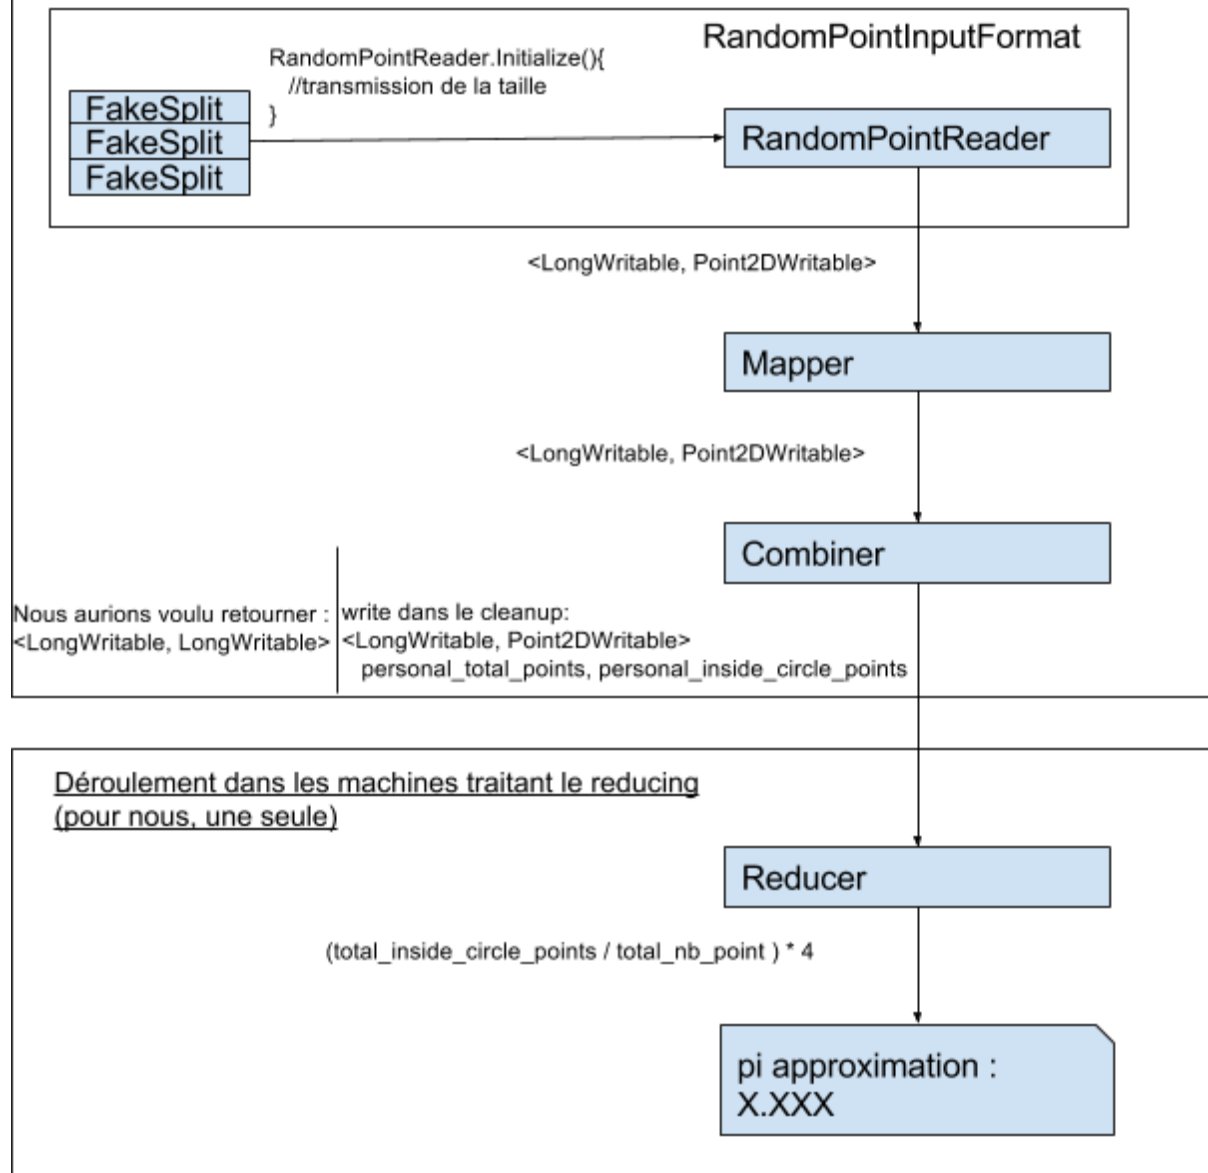 RandomPointInputFormat
RandomPointReader.Initialize(){
//transmission de la taille
}
FakeSplit
FakeSplit
FakeSplit
RandomPointReader
<LongWritable, Point2DWritable>
Mapper
<LongWritable, Point2DWritable>
Combiner
Nous aurions voulu retourner :
<LongWritable, LongWritable>
write dans le cleanup:
<LongWritable, Point2DWritable>
personal_total_points, personal_inside_circle_points
Déroulement dans les machines traitant le reducing
(pour nous, une seule)
Reducer
(total_inside_circle_points / total_nb_point ) * 4
pi approximation :
X.XXX